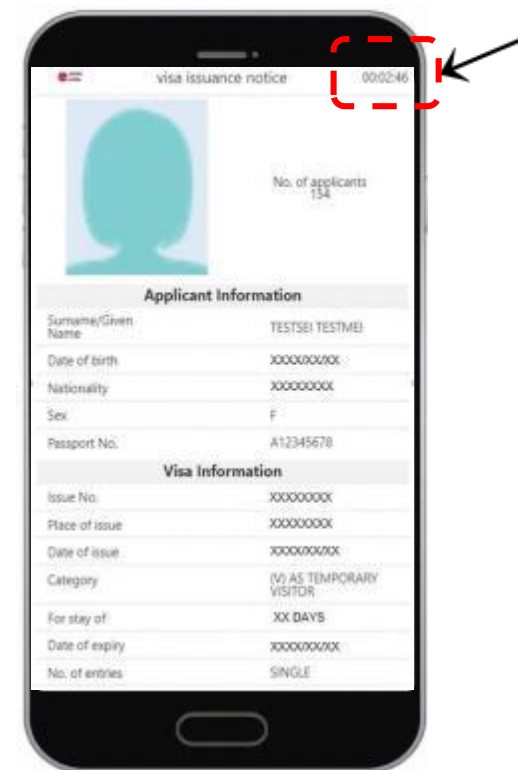 visa issuance notice 00:02:46
No. of applicants
154
Applicant Information
Surname/Given
Name
TESTSEI TESTMEI
Date of birth XXXX/XX/XX
Nationality XXXXXXXX
Sex F
Passport No. A12345678
Visa Information
Issue No. XXXXXXXX
Place of issue XXXXXXXX
Date of issue XXXX/XX/XX
Category (V) AS TEMPORARY
VISITOR
For stay of XX DAYS
Date of expiry XXXX/XX/XX
No. of entries SINGLE